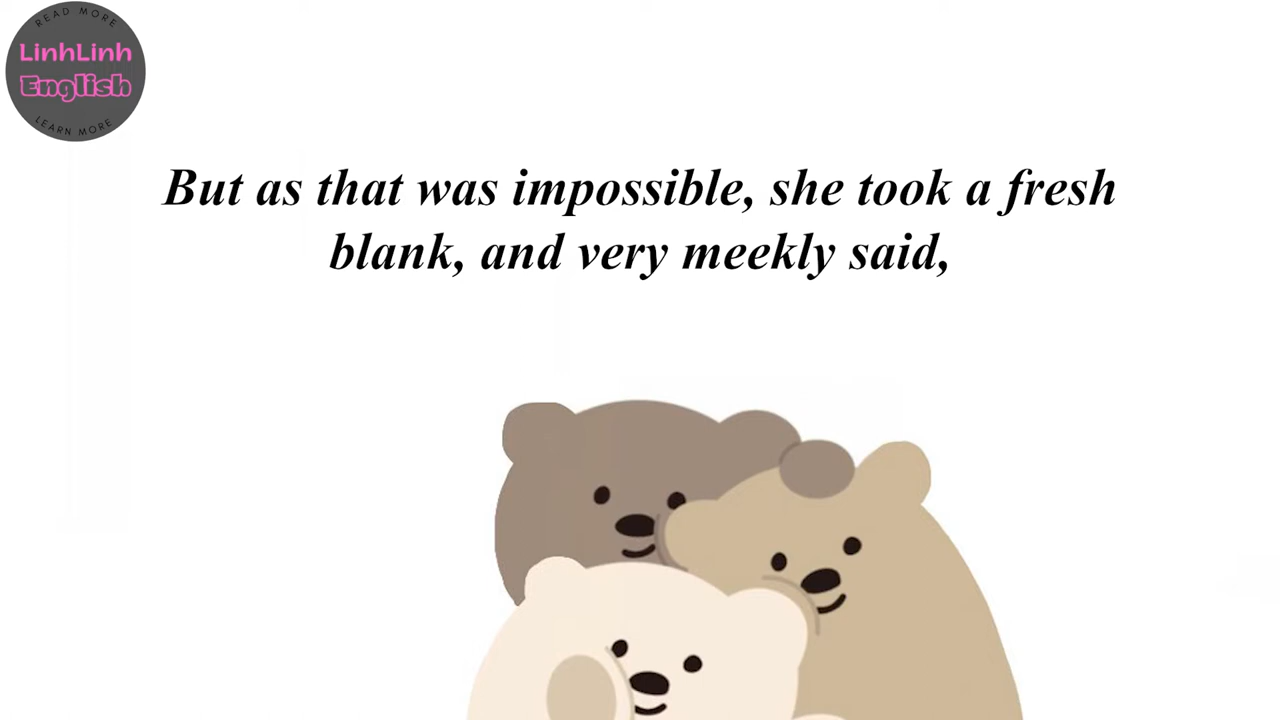 READ MORE
LinhLinh
English
LEARN MORE
But as that was impossible, she took a fresh
blank, and very meekly said,